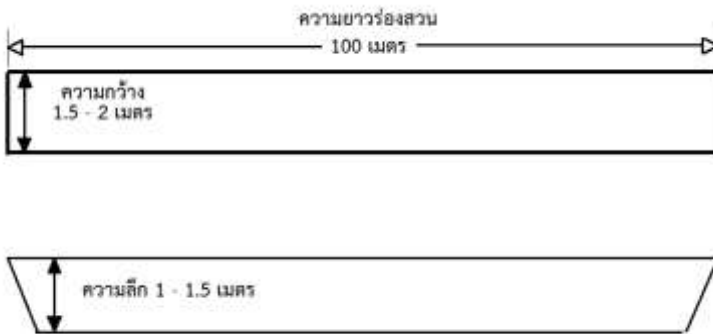 ความยาวร่องสวน
100 เมตร
ความกว้าง
1.5 - 2 เมตร
ความลึก 1 - 1.5 เมตร